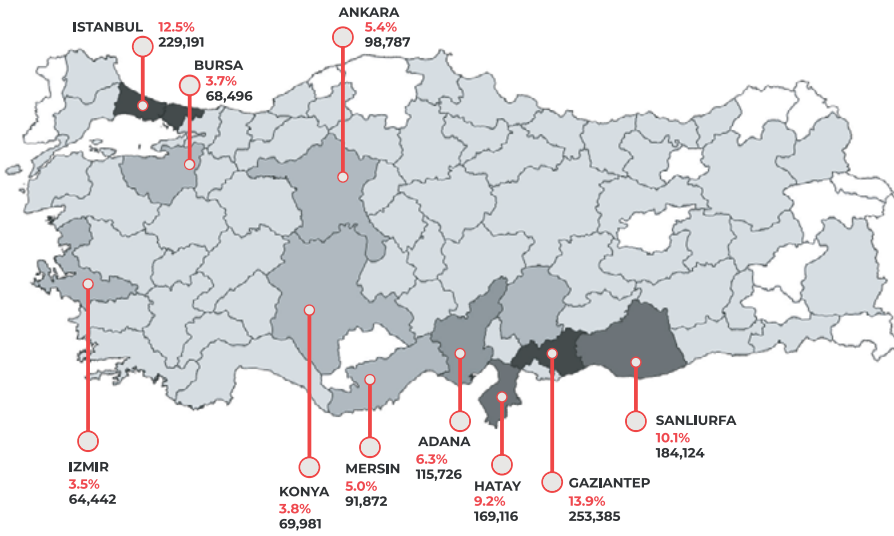 ISTANBUL 12.5%
229,191
BURSA
3.7%
68,496
ANKARA
5.4%
98,787
IZMIR
3.5%
64,442
KONYA
3.8%
69,981
MERSIN
5.0%
91,872
ADANA
6.3%
115,726
HATAY
9.2%
169,116
GAZIANTEP
13.9%
253,385
SANLIURFA
10.1%
184,124